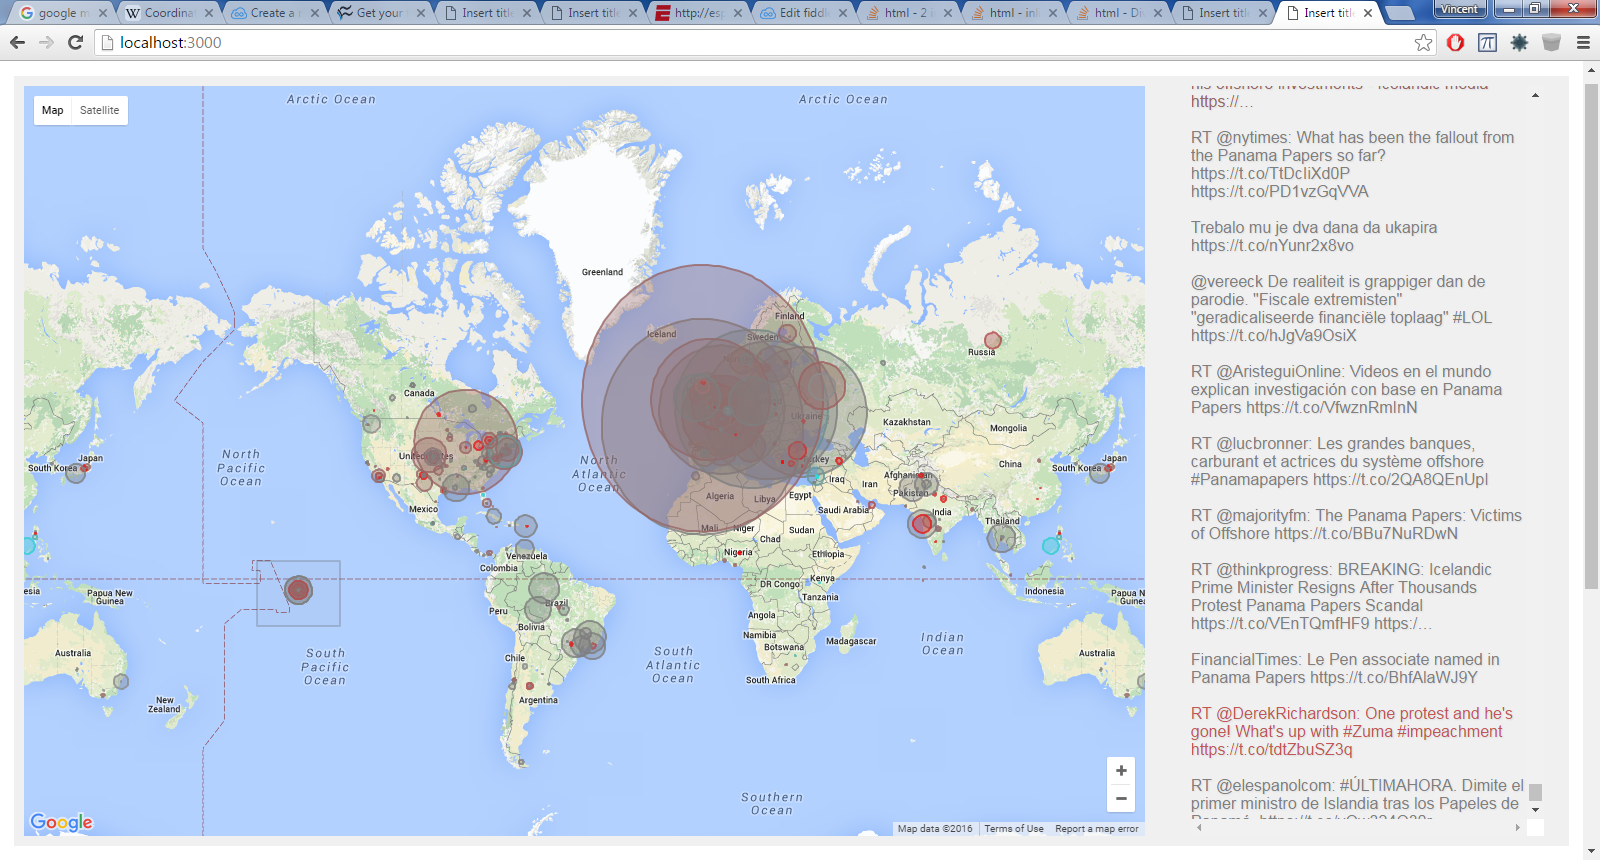 google m
Coordina
Create a
Get your
Insert title
Insert title
http://esp
Edit fiddl
html - 2 i
html - inl
html - Di
Insert title
Insert title
Vincent
localhost:3000
Map
Satellite
Arctic Ocean
Arctic Ocean
Greenland
Iceland
Finland
Sweden
Russia
Canada
Ukraine
Kazakhstan
Mongolia
United States
North
Pacific
Ocean
North
Atlantic
Ocean
Japan
South Korea
China
Japan
South Korea
Turkey
Iraq
Iran
Afghanistan
Pakistan
Algeria
Libya
Egypt
Saudi Arabia
India
Thailand
Mexico
Mali
Niger
Chad
Sudan
Nigeria
Ethiopia
Venezuela
Colombia
DR Congo
Kenya
Tanzania
Indonesia
Papua New
Guinea
Papua N
Guin
esia
Peru
Brazil
Bolivia
Angola
Namibia
Botswana
Madagascar
Indian
Ocean
South
Pacific
Ocean
South
Atlantic
Ocean
Chile
South Africa
Argentina
Australia
Australia
New
Zealand
Southern
Ocean
+
−
Google
Map data ©2016
Terms of Use
Report a map error
his offshore investments - Icelandic media
https://…
RT @nytimes: What has been the fallout from
the Panama Papers so far?
https://t.co/TtDcIiXd0P
https://t.co/PD1vzGqVVA
Trebalo mu je dva dana da ukapira
https://t.co/nYunr2x8vo
@vereeck De realiteit is grappiger dan de
parodie. "Fiscale extremisten"
"geradicaliseerde financiële toplaag" #LOL
https://t.co/hJgVa9OsiX
RT @AristeguiOnline: Videos en el mundo
explican investigación con base en Panama
Papers https://t.co/VfwznRmInN
RT @lucbronner: Les grandes banques,
carburant et actrices du système offshore
#Panamapapers https://t.co/2QA8QEnUpI
RT @majorityfm: The Panama Papers: Victims
of Offshore https://t.co/BBu7NuRDwN
RT @thinkprogress: BREAKING: Icelandic
Prime Minister Resigns After Thousands
Protest Panama Papers Scandal
https://t.co/VEnTQmfHF9 https:/…
FinancialTimes: Le Pen associate named in
Panama Papers https://t.co/BhfAlaWJ9Y
RT @DerekRichardson: One protest and he's
gone! What's up with #Zuma #impeachment
https://t.co/tdtZbuSZ3q
RT @elespanolcom: #ÚLTIMAHORA. Dimite el
primer ministro de Islandia tras los Papeles de